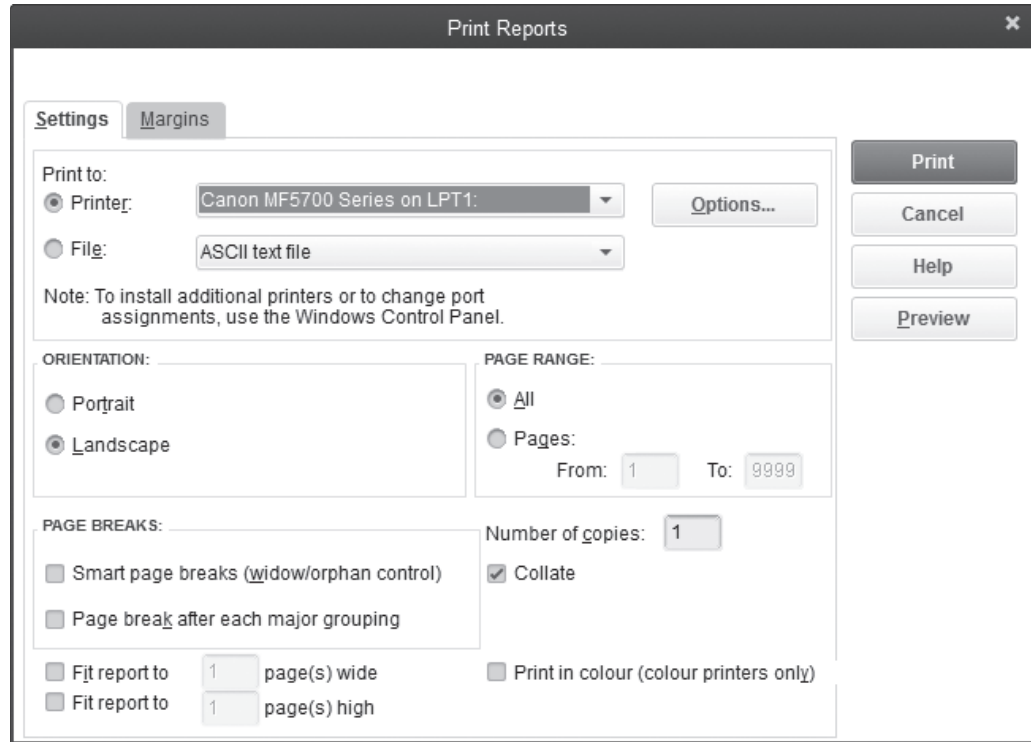 Print Reports
Settings
Margins
Print to:
Printer:
Canon MF5700 Series on LPT1:
Options...
File:
ASCII text file
Note: To install additional printers or to change port
assignments, use the Windows Control Panel.
Print
Cancel
Help
Preview
ORIENTATION:
Portrait
Landscape
PAGE RANGE:
All
Pages:
From: 1 To: 9999
PAGE BREAKS:
Smart page breaks (widow/orphan control)
Page break after each major grouping
Number of copies: 1
Collate
Fit report to 1 page(s) wide
Fit report to 1 page(s) high
Print in colour (colour printers only)